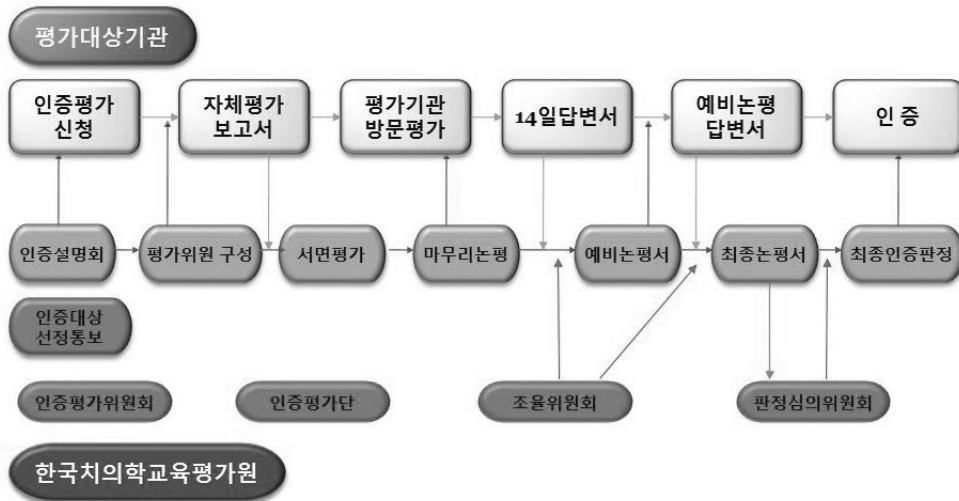 평가대상기관
인증평가
신청
자체평가
보고서
평가기관
방문평가
14일답변서
예비논평
답변서
인 증
인증설명회
평가위원 구성
서면평가
마무리논평
예비논평서
최종논평서
최종인증판정
인증대상
선정통보
인증평가위원회
인증평가단
조율위원회
판정심의위원회
한국치의학교육평가원